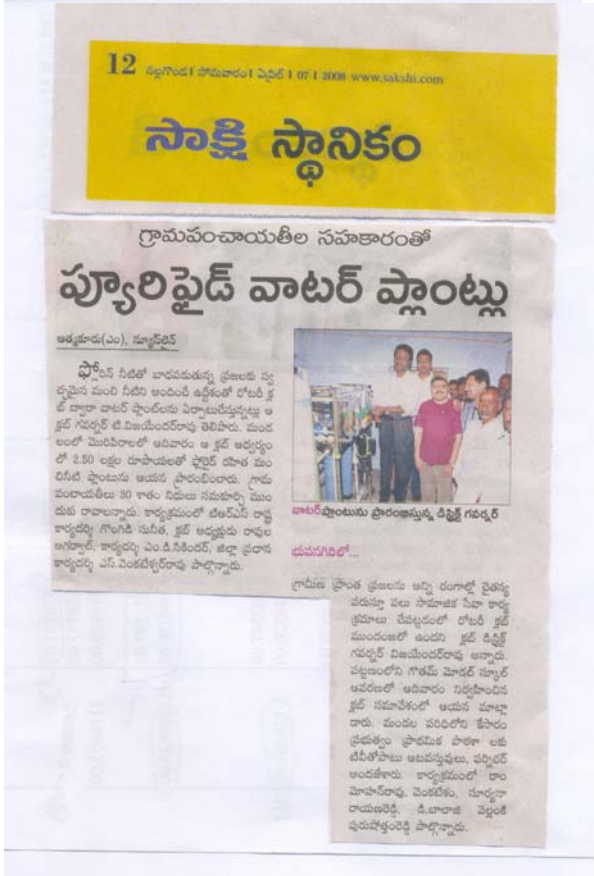 12 నల్లగొండ । సోమవారం । ఏప్రిల్ । 07 । 2008 www.sakshi.com
సాక్షి స్థానికం
గ్రామపంచాయతీల సహకారంతో
ప్యూరిఫైడ్ వాటర్ ప్లాంట్లు
ఆత్మకూరు(ఎం), న్యూస్‌లైన్
ఫ్లోరిన్ నీటితో బాధపడుతున్న ప్రజలకు స్వ
చ్ఛమైన మంచి నీటిని అందించే ఉద్దేశంతో రోటరీ క్ల
బ్ ద్వారా వాటర్ ప్లాంట్‌లను ఏర్పాటుచేస్తున్నట్లు ఆ
క్లబ్ గవర్నర్ టి.విజయేందర్‌రావు తెలిపారు. మండ
లంలో మొరిపిరాలలో ఆదివారం ఆ క్లబ్ ఆధ్వర్యం
లో 2.50 లక్షల రూపాయలతో ఫ్లోరైడ్ రహిత మం
చినీటి ప్లాంటును ఆయన ప్రారంభించారు. గ్రామ
పంచాయతీలు 30 శాతం నిధులు సమకూర్చి ముం
దుకు రావాలన్నారు. కార్యక్రమంలో టిఆర్ఎస్ రాష్ట్ర
కార్యదర్శి గొంగిడి సునీత, క్లబ్ అధ్యక్షుడు రావుల
అగర్వాల్, కార్యదర్శి ఎం.డి.సికిందర్, జిల్లా ప్రధాన
కార్యదర్శి ఎస్.వెంకటేశ్వర్‌రావు పాల్గొన్నారు.
వాటర్‌ప్లాంటును ప్రారంభిస్తున్న డిస్ట్రిక్ట్ గవర్నర్
భువనగిరిలో...
గ్రామీణ ప్రాంత ప్రజలను అన్ని రంగాల్లో చైతన్య
పరుస్తూ పలు సామాజిక సేవా కార్య
క్రమాలు చేపట్టడంలో రోటరీ క్లబ్
ముందంజలో ఉందని క్లబ్ డిస్ట్రిక్ట్
గవర్నర్ విజయేందర్‌రావు అన్నారు.
పట్టణంలోని గౌతమ్ మోడల్ స్కూల్
ఆవరణలో ఆదివారం నిర్వహించిన
క్లబ్ సమావేశంలో ఆయన మాట్లా
డారు. మండల పరిధిలోని కేసారం
ప్రభుత్వం ప్రాథమిక పాఠశా లకు
టివీతోపాటు ఆటవస్తువులు, ఫర్నిచర్
అందజేశారు. కార్యక్రమంలో రాం
మోహన్‌రావు, వెంకటేశం, సూర్యనా
రాయణరెడ్డి, డి.బాలాజి వెల్లంకి
పురుషోత్తంరెడ్డి పాల్గొన్నారు.